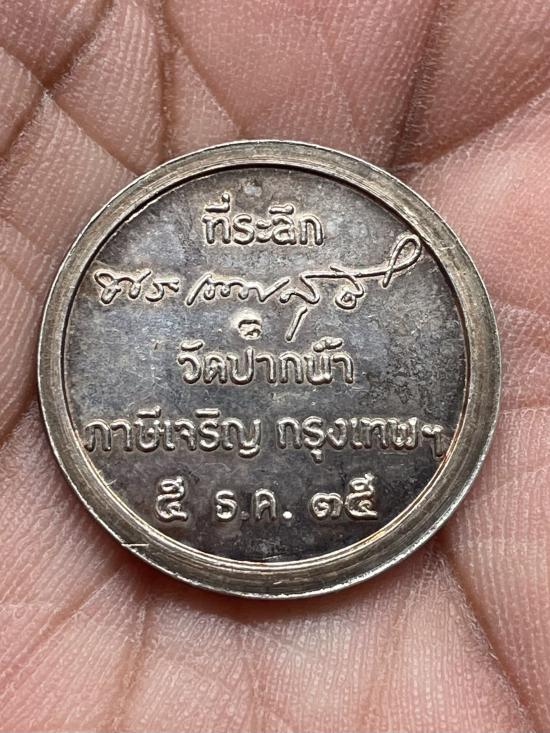 ที่ระลึก
๘
วัดปากน้ำ
ภาษีเจริญ กรุงเทพฯ
๕ ธ.ค. ๓๕